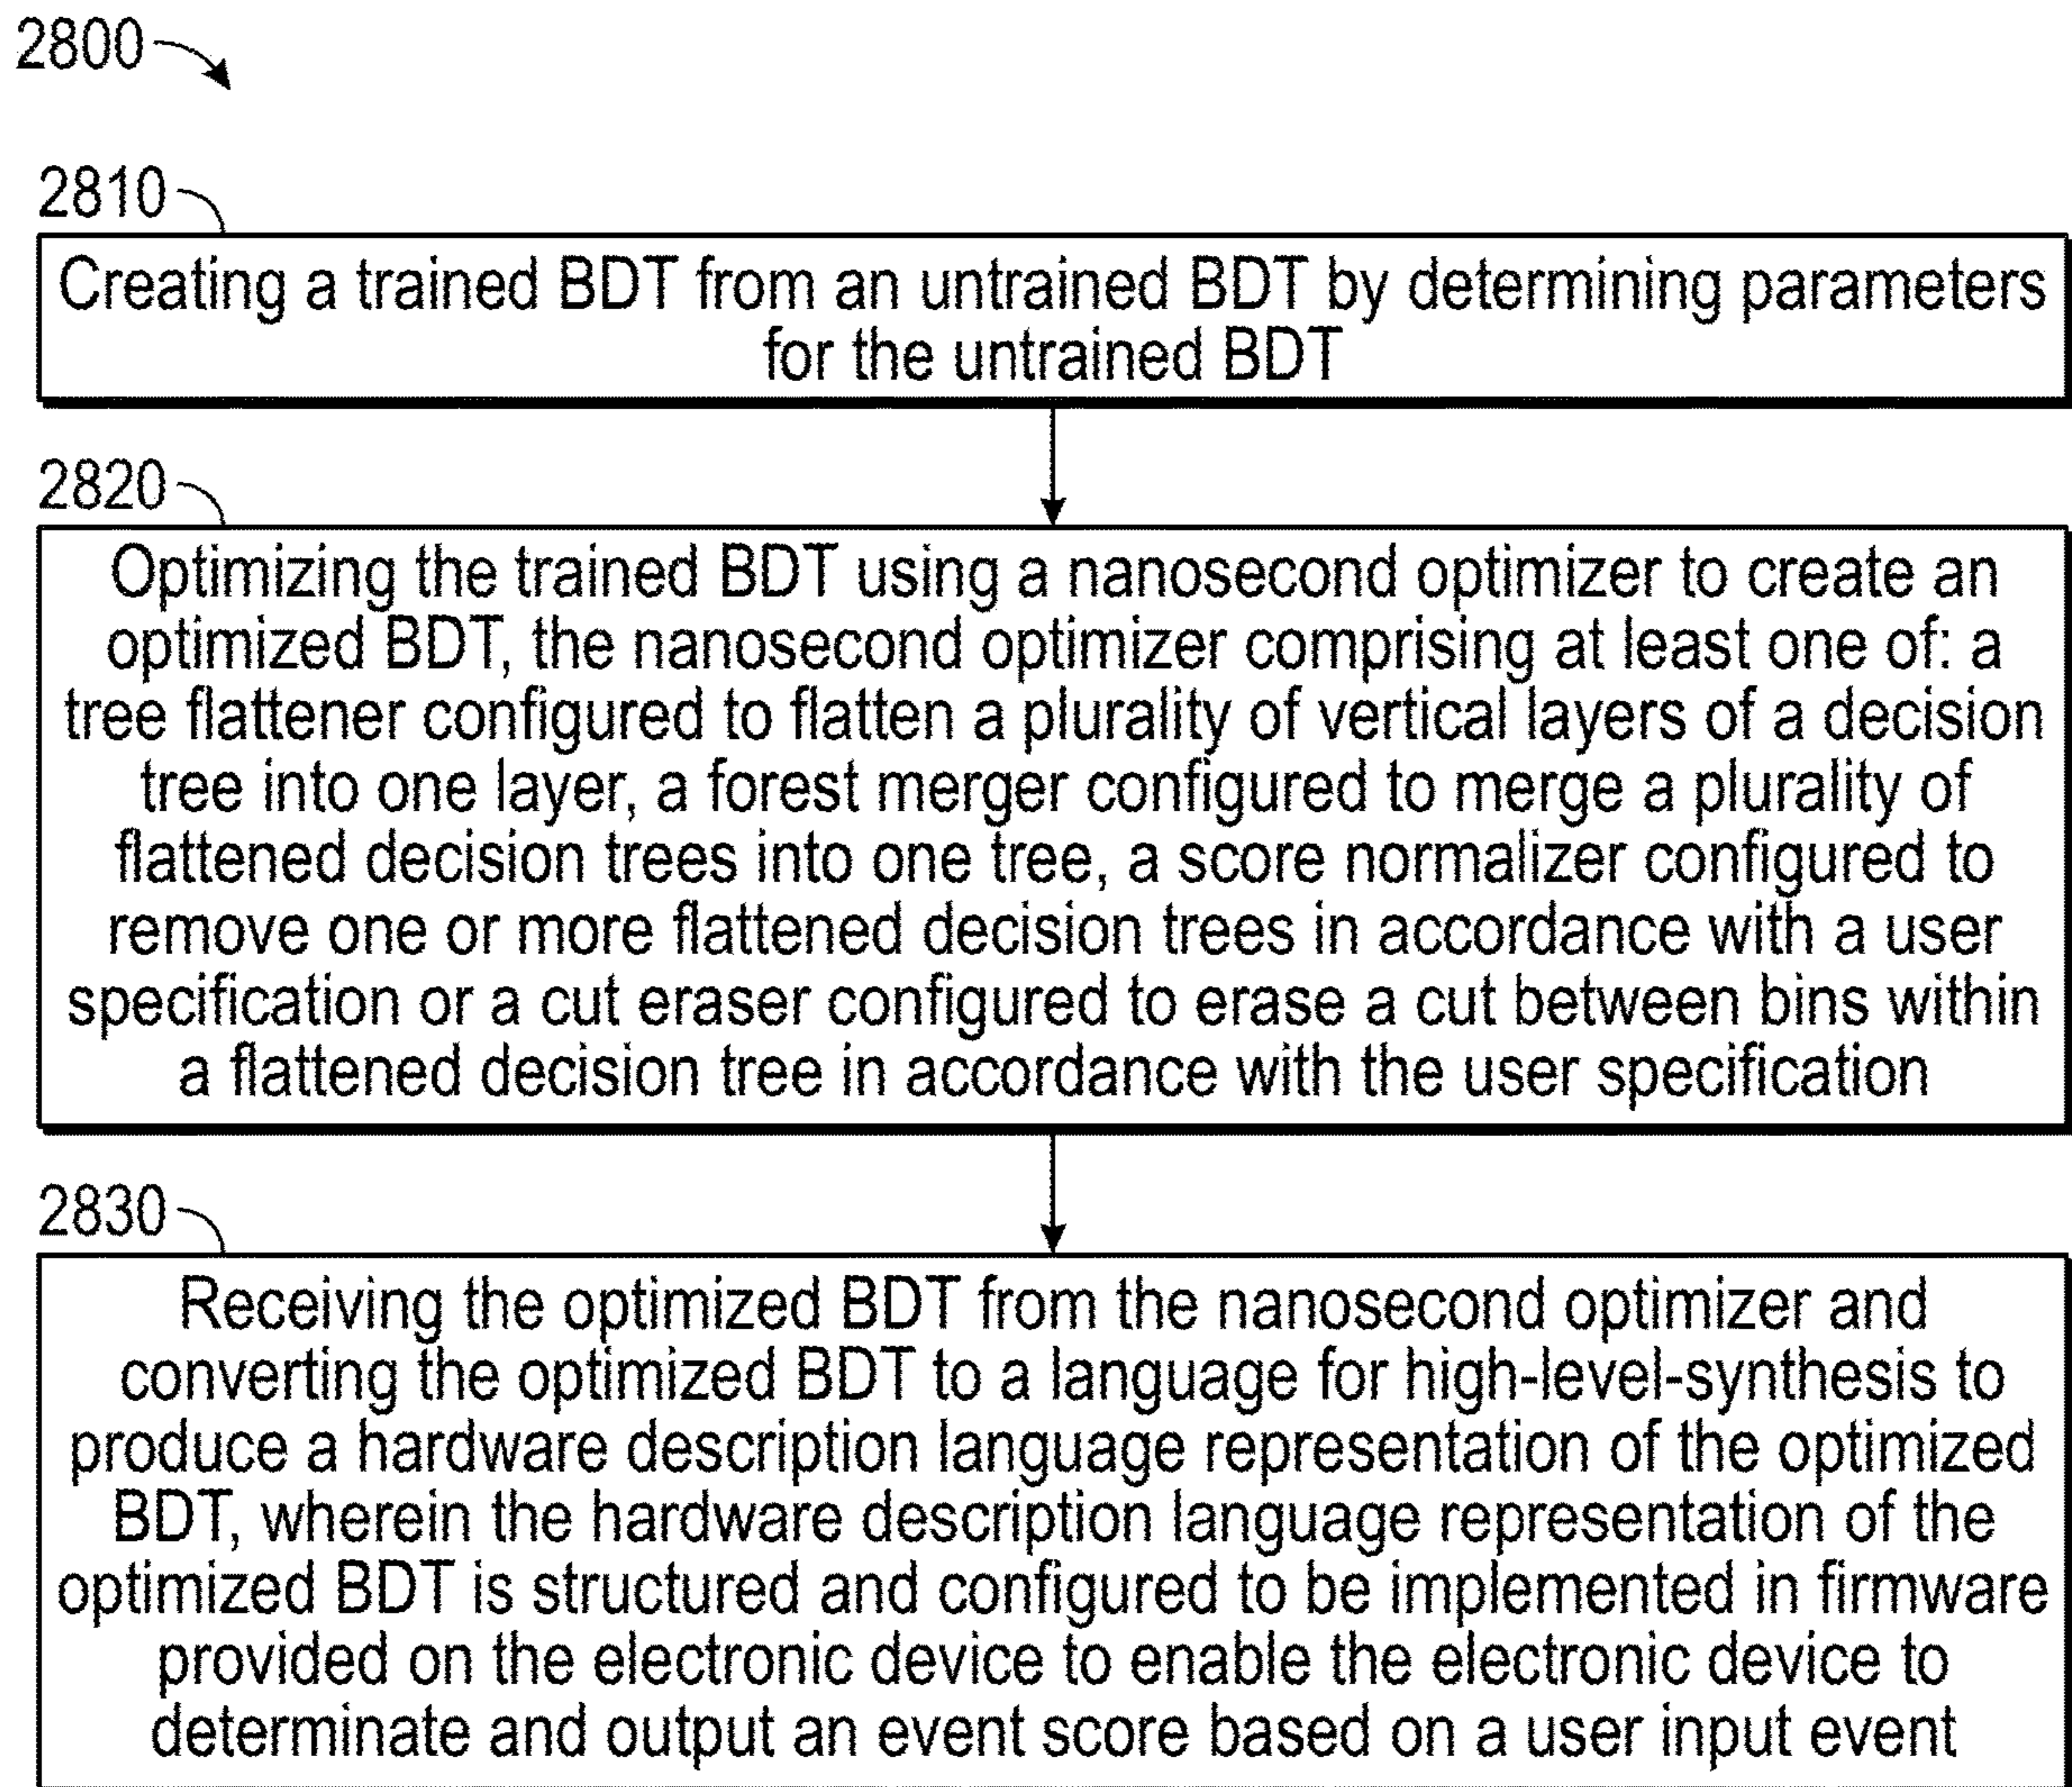 2800
2810
Creating a trained BDT from an untrained BDT by determining parameters
for the untrained BDT
2820
Optimizing the trained BDT using a nanosecond optimizer to create an
optimized BDT, the nanosecond optimizer comprising at least one of: a
tree flattener configured to flatten a plurality of vertical layers of a decision
tree into one layer, a forest merger configured to merge a plurality of
flattened decision trees into one tree, a score normalizer configured to
remove one or more flattened decision trees in accordance with a user
specification or a cut eraser configured to erase a cut between bins within
a flattened decision tree in accordance with the user specification
2830
Receiving the optimized BDT from the nanosecond optimizer and
converting the optimized BDT to a language for high-level-synthesis to
produce a hardware description language representation of the optimized
BDT, wherein the hardware description language representation of the
optimized BDT is structured and configured to be implemented in firmware
provided on the electronic device to enable the electronic device to
determinate and output an event score based on a user input event